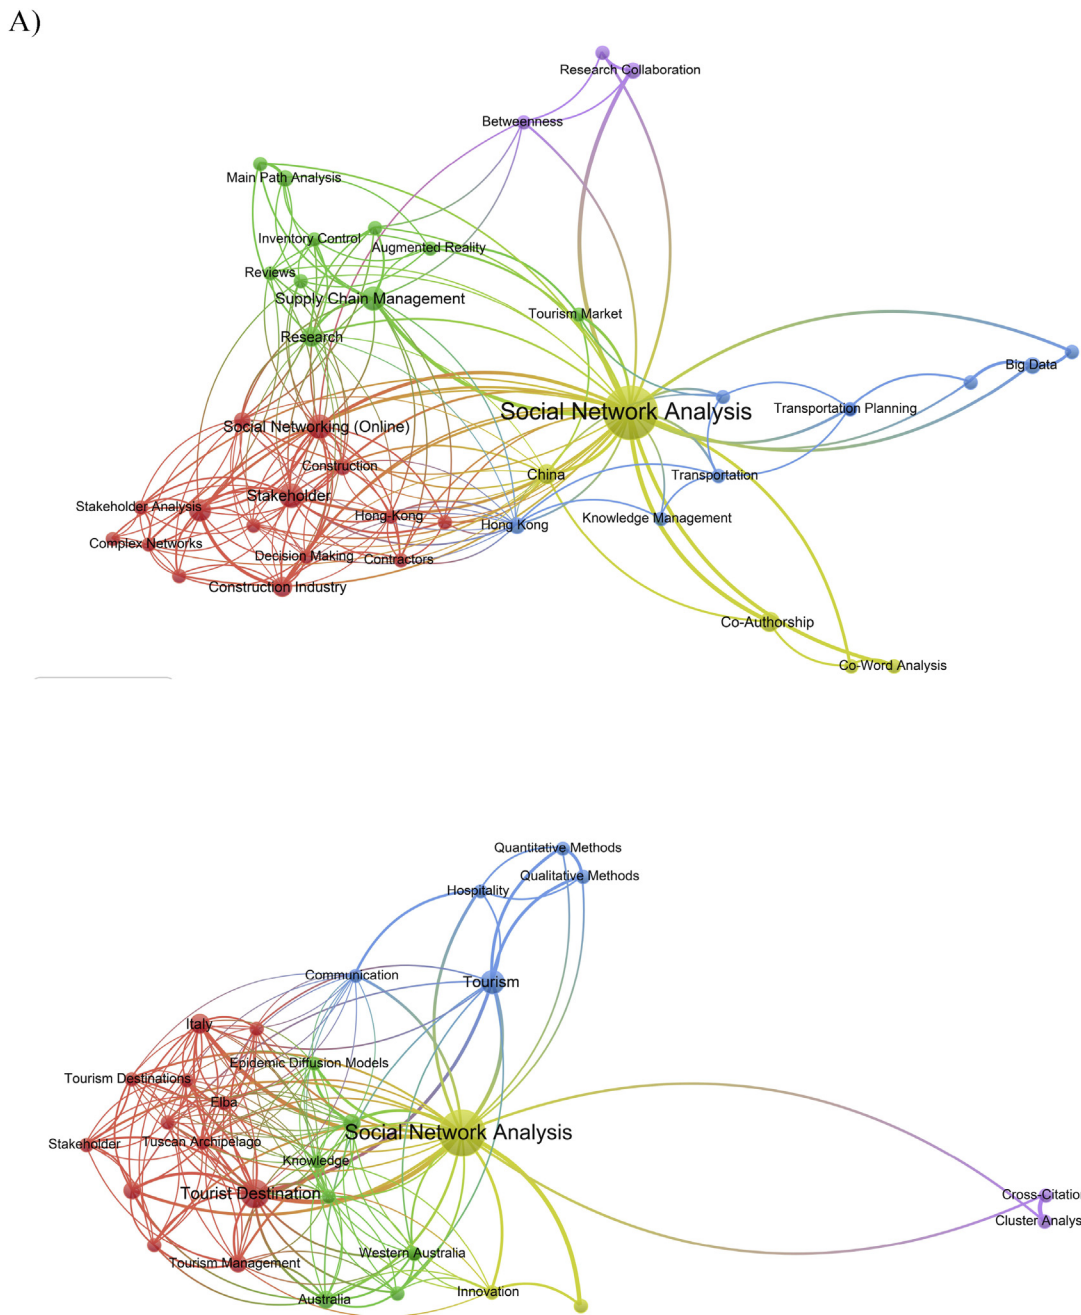 A)
Research Collaboration
Betweenness
Main Path Analysis
Inventory Control
Augmented Reality
Reviews
Supply Chain Management
Tourism Market
Research
Big Data
Social Network Analysis
Transportation Planning
Social Networking (Online)
Construction
China
Transportation
Stakeholder
Stakeholder Analysis
Hong-Kong
Hong Kong
Knowledge Management
Complex Networks
Decision Making
Contractors
Construction Industry
Co-Authorship
Co-Word Analysis
Quantitative Methods
Qualitative Methods
Hospitality
Communication
Tourism
Italy
Epidemic Diffusion Models
Tourism Destinations
Elba
Social Network Analysis
Stakeholder
Tuscan Archipelago
Knowledge
Tourist Destination
Cross-Citation
Cluster Analys
Western Australia
Tourism Management
Innovation
Australia